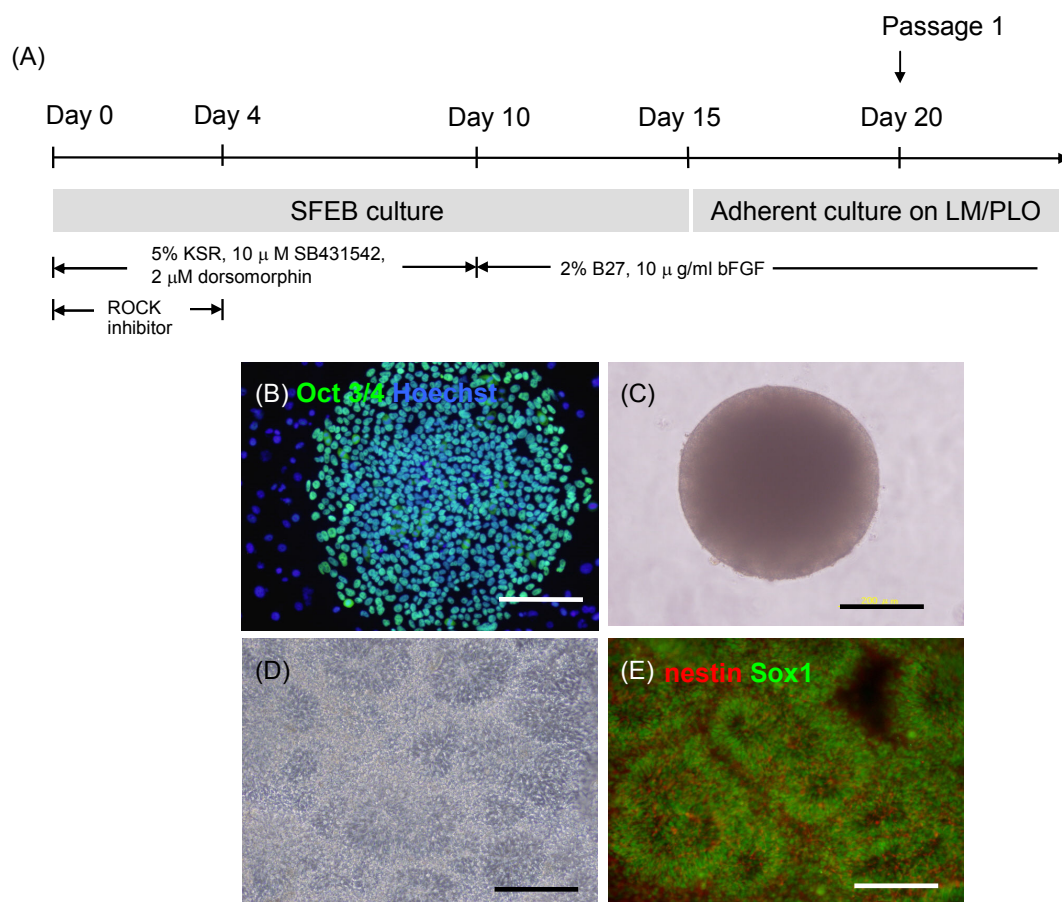 Passage 1
(A)
Day 0 Day 4 Day 10 Day 15 Day 20
SFEB culture Adherent culture on LM/PLO
5% KSR, 10 μ M SB431542,
2 μM dorsomorphin
2% B27, 10 μ g/ml bFGF
ROCK
inhibitor
(B) Oct 3/4 Hoechst
(C)
200 μm
(D)
(E) nestin Sox1